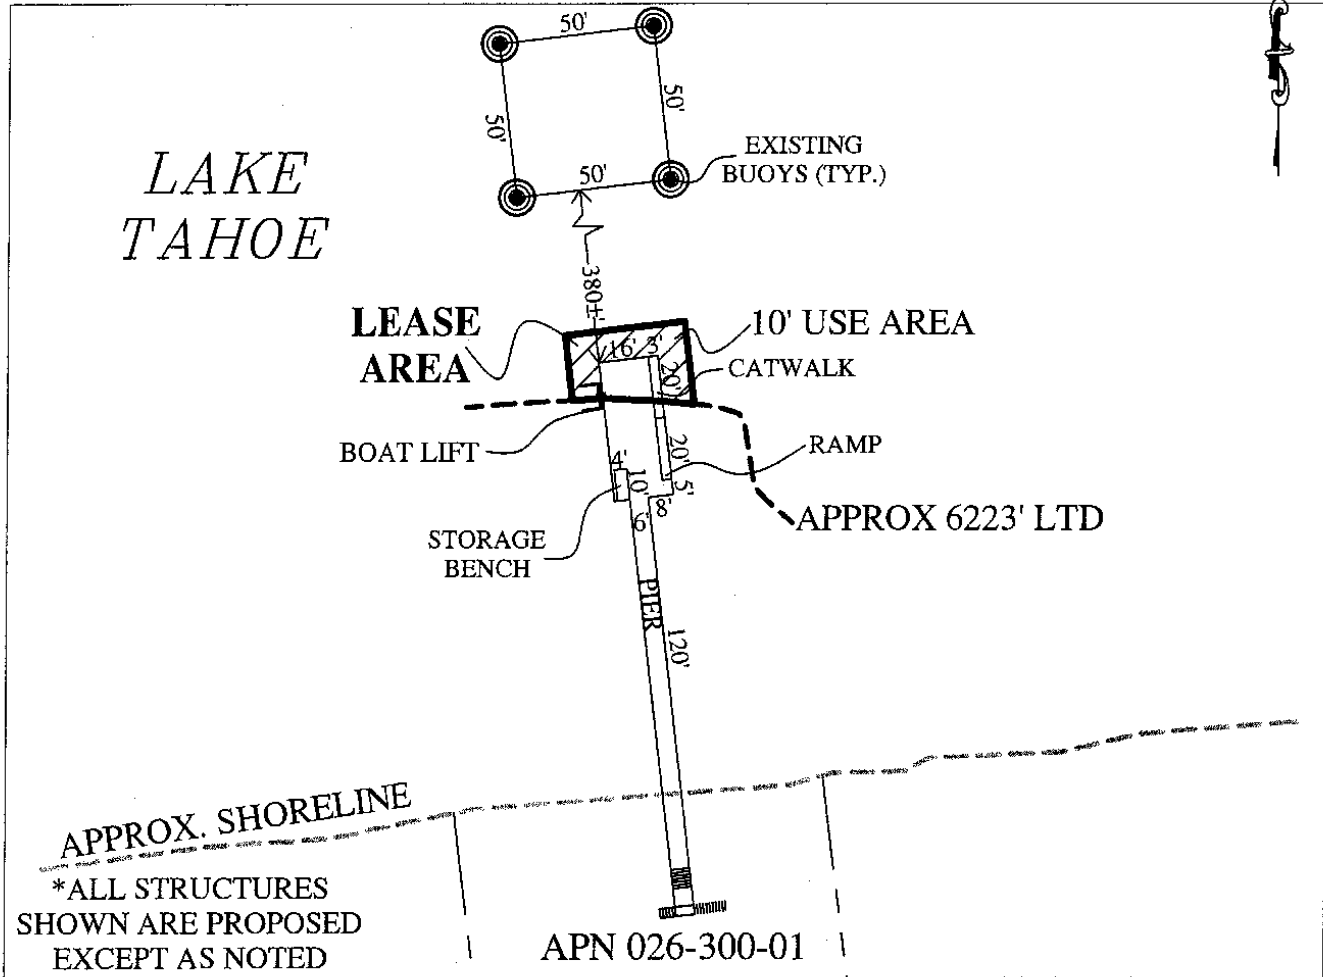 50'
50'
50'
50'
EXISTING
BUOYS (TYP.)
LAKE
TAHOE
380±
LEASE
AREA
10' USE AREA
16'
3'
20'
CATWALK
BOAT LIFT
RAMP
20'
4'
10'
5'
8'
6'
APPROX 6223' LTD
STORAGE
BENCH
PIER
120'
APPROX. SHORELINE
*ALL STRUCTURES
SHOWN ARE PROPOSED
EXCEPT AS NOTED
APN 026-300-01